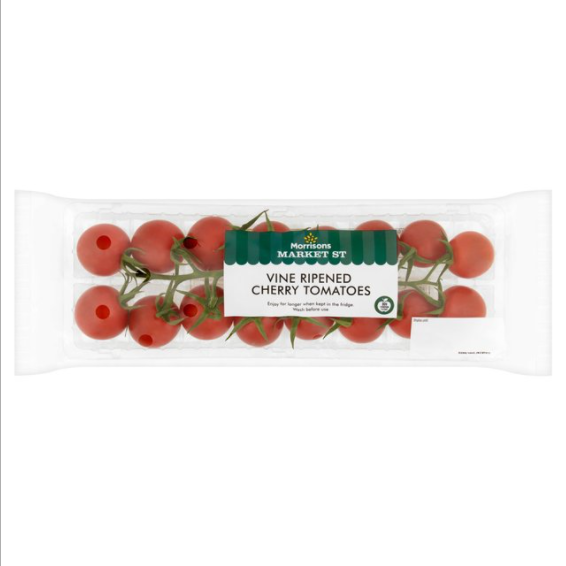 Morrisons
MARKET ST
VINE RIPENED
CHERRY TOMATOES
Enjoy for longer when kept in the fridge.
Wash before use